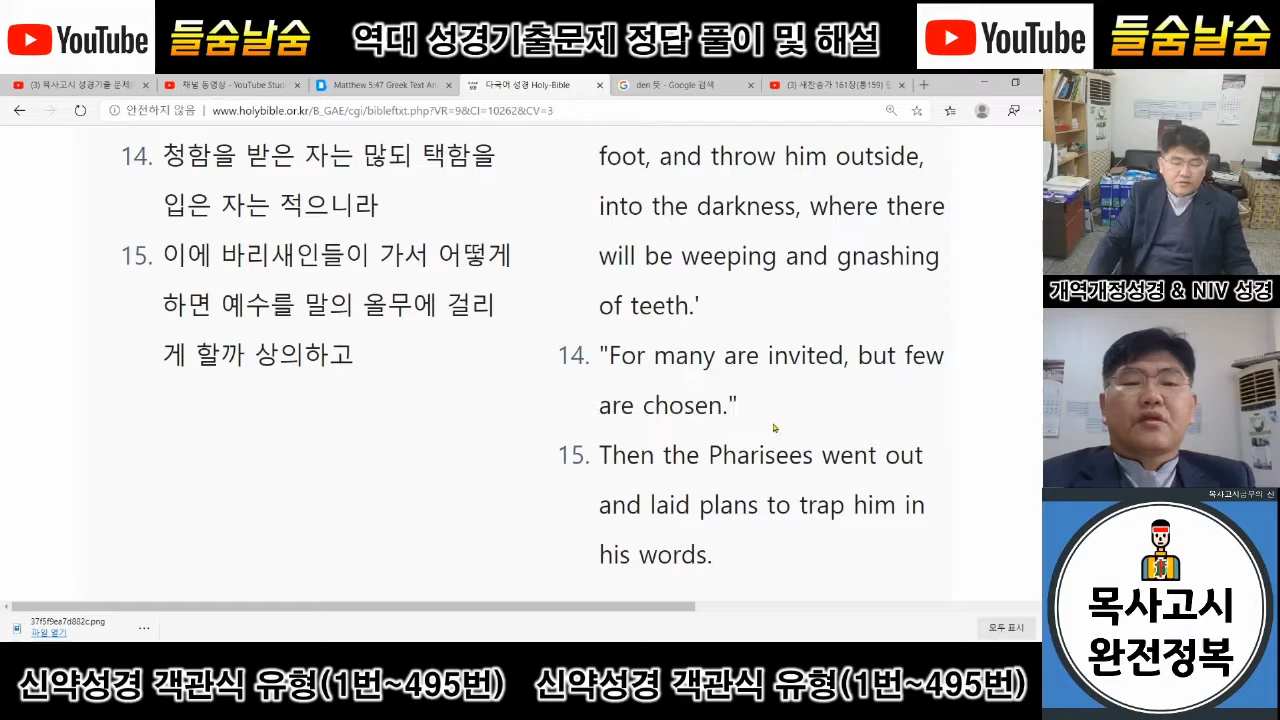 YouTube 들숨날숨 역대 성경기출문제 정답 풀이 및 해설 YouTube 들숨날숨
(3) 목사고시 성경기출 문제
채널 동영상 - YouTube Stud
Matthew 5:47 Greek Text An
다국어 성경 Holy-Bible
den 뜻 - Google 검색
(3) 새찬송가 161장(통159)
안전하지 않음 www.holybible.or.kr/B_GAE/cgi/bibleftxt.php?VR=9&CI=10262&CV=3
14. 청함을 받은 자는 많되 택함을
입은 자는 적으니라
15. 이에 바리새인들이 가서 어떻게
하면 예수를 말의 올무에 걸리
게 할까 상의하고
foot, and throw him outside,
into the darkness, where there
will be weeping and gnashing
of teeth.'
14. "For many are invited, but few
are chosen."
15. Then the Pharisees went out
and laid plans to trap him in
his words.
개역개정성경 & NIV 성경
목사고시공부의 신
목사고시
완전정복
37f5f9ea7d882c.png
파일 열기
모두 표시
신약성경 객관식 유형(1번~495번) 신약성경 객관식 유형(1번~495번)